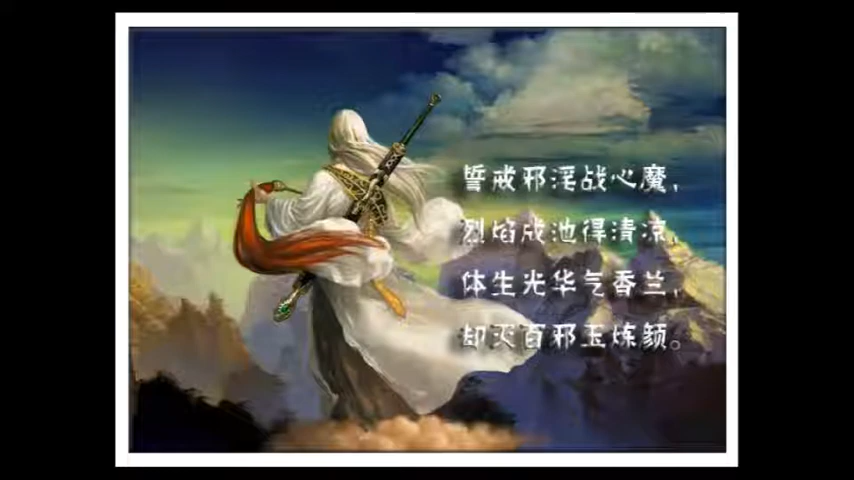 誓戒邪淫战心魔，
烈焰成池得清凉，
体生光华气香兰，
却灭百邪玉炼颜。